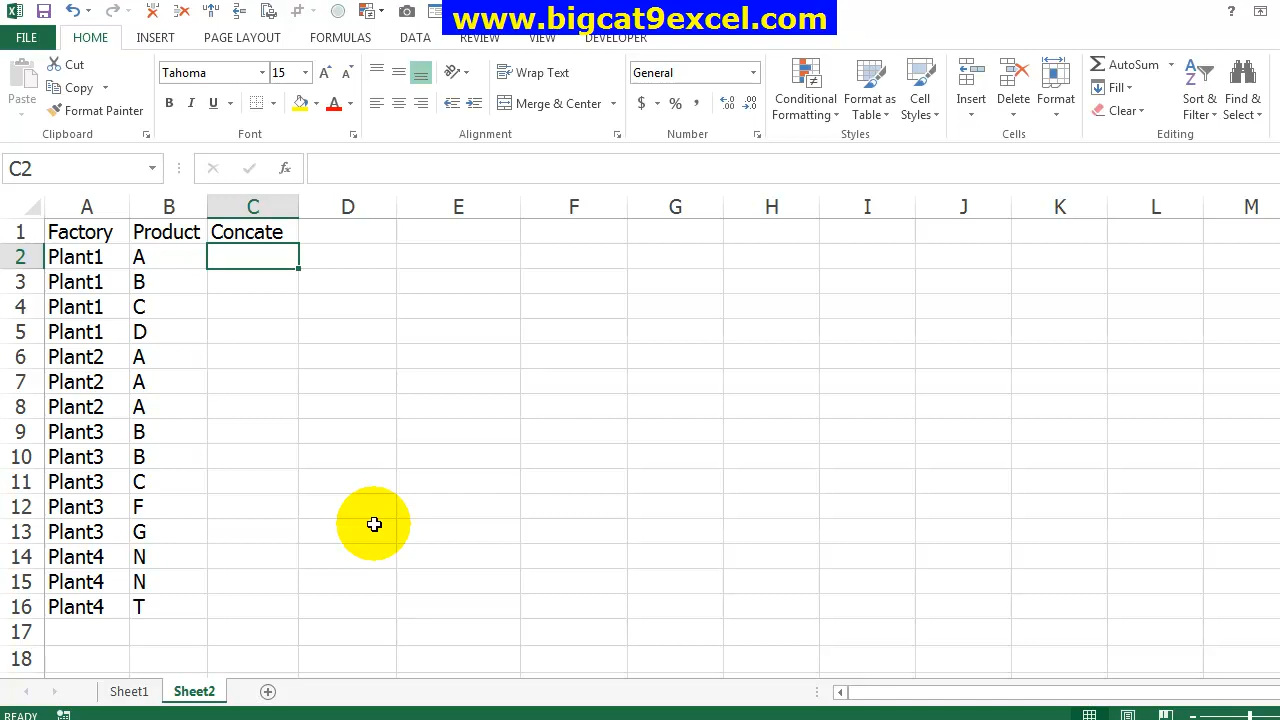 www.bigcat9excel.com
FILE HOME INSERT PAGE LAYOUT FORMULAS DATA REVIEW VIEW DEVELOPER
Paste Cut Copy Format Painter
Tahoma 15 B I U A A A
Wrap Text Merge & Center
General $ % , .00 .00
Conditional Formatting Format as Table Cell Styles
Insert Delete Format
AutoSum Fill Clear Sort & Filter Find & Select
Clipboard Font Alignment Number Styles Cells Editing
C2 fx
A B C D E F G H I J K L M
1 Factory Product Concate
2 Plant1 A
3 Plant1 B
4 Plant1 C
5 Plant1 D
6 Plant2 A
7 Plant2 A
8 Plant2 A
9 Plant3 B
10 Plant3 B
11 Plant3 C
12 Plant3 F
13 Plant3 G
14 Plant4 N
15 Plant4 N
16 Plant4 T
17
18
Sheet1 Sheet2
READY